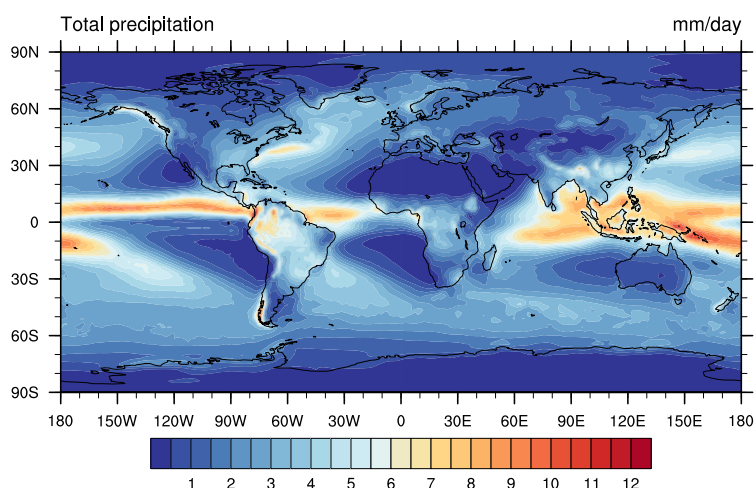 Total precipitation mm/day
90N
60N
30N
0
30S
60S
90S
180 150W 120W 90W 60W 30W 0 30E 60E 90E 120E 150E 180
1 2 3 4 5 6 7 8 9 10 11 12